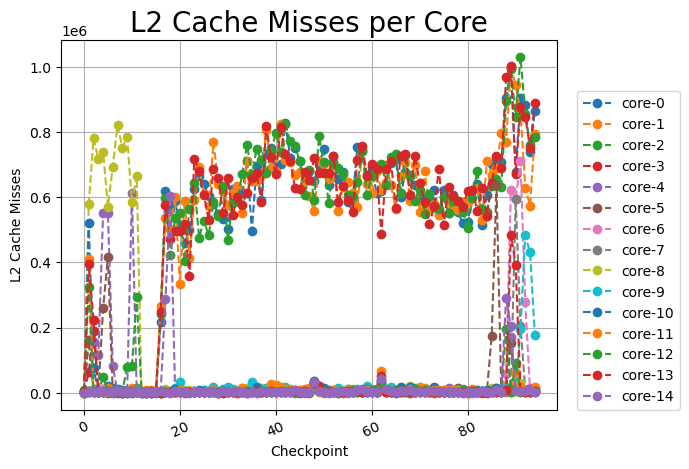 L2 Cache Misses per Core
1e6
1.0
0.8
0.6
0.4
0.2
0.0
L2 Cache Misses
0
20
40
60
80
Checkpoint
core-0
core-1
core-2
core-3
core-4
core-5
core-6
core-7
core-8
core-9
core-10
core-11
core-12
core-13
core-14